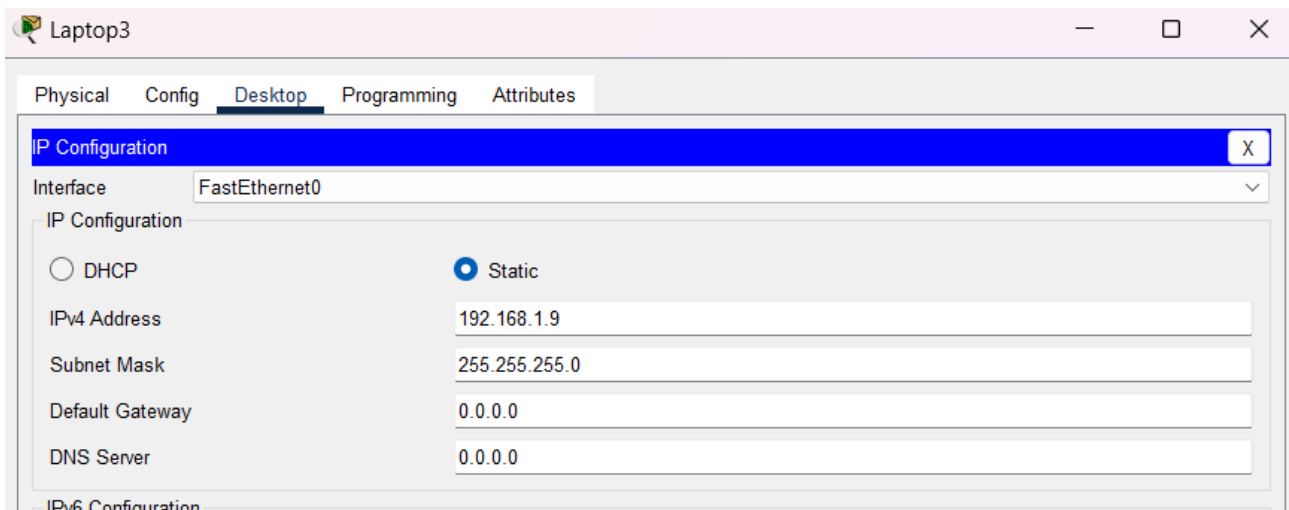 Laptop3
Physical Config Desktop Programming Attributes
IP Configuration X
Interface FastEthernet0
IP Configuration
DHCP Static
IPv4 Address 192.168.1.9
Subnet Mask 255.255.255.0
Default Gateway 0.0.0.0
DNS Server 0.0.0.0
IPv6 Configuration